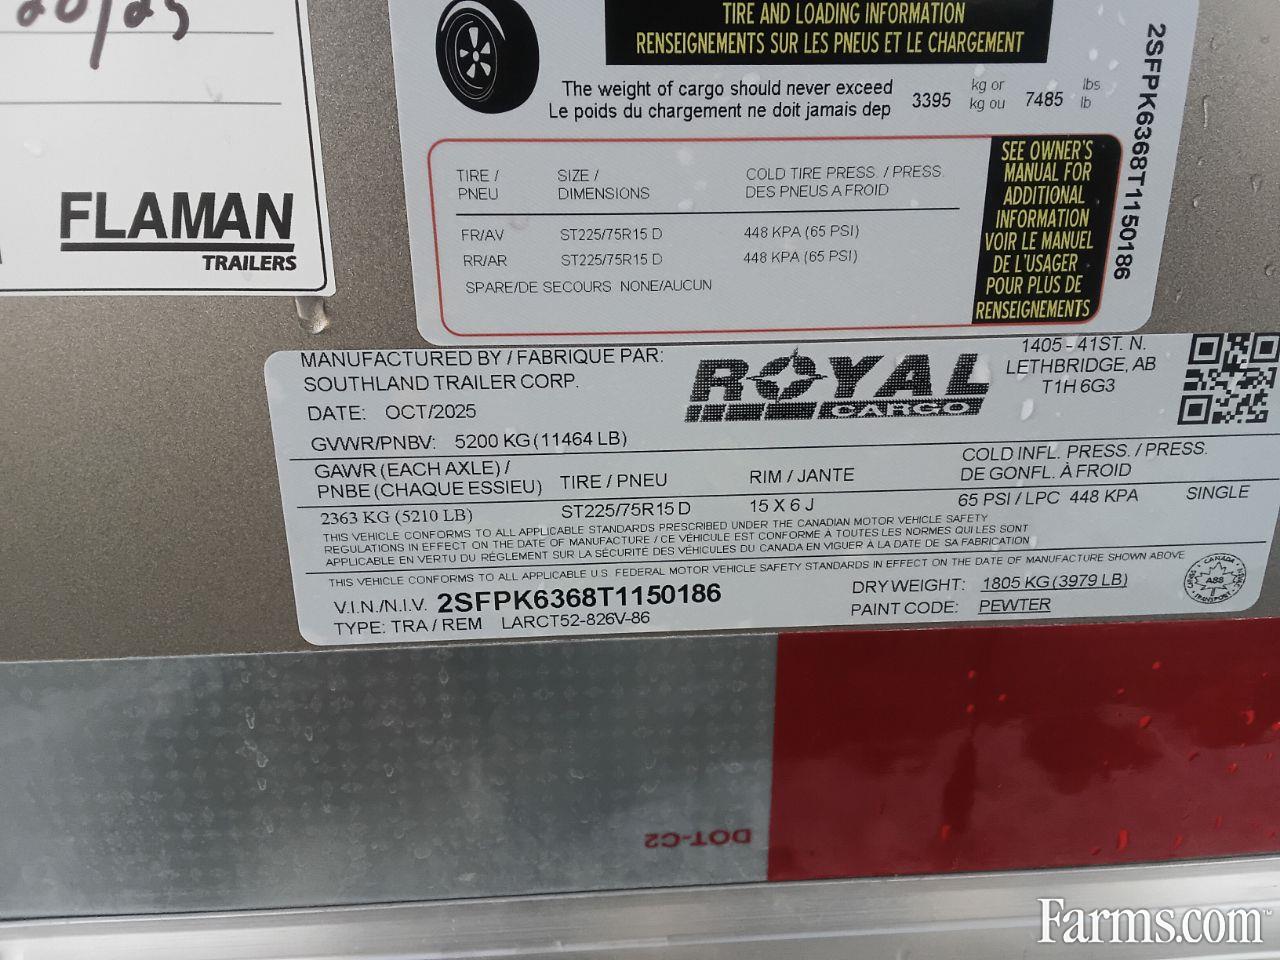 20/25
FLAMAN
TRAILERS
TIRE AND LOADING INFORMATION
RENSEIGNEMENTS SUR LES PNEUS ET LE CHARGEMENT
The weight of cargo should never exceed
Le poids du chargement ne doit jamais dep
3395 kg or 7485 lbs
kg ou lb
TIRE / SIZE / COLD TIRE PRESS. / PRESS.
PNEU DIMENSIONS DES PNEUS A FROID
FR/AV ST225/75R15 D 448 KPA (65 PSI)
RR/AR ST225/75R15 D 448 KPA (65 PSI)
SPARE/DE SECOURS NONE/AUCUN
SEE OWNER'S
MANUAL FOR
ADDITIONAL
INFORMATION
VOIR LE MANUEL
DE L'USAGER
POUR PLUS DE
RENSEIGNEMENTS
2SFPK6368T1150186
MANUFACTURED BY / FABRIQUE PAR:
SOUTHLAND TRAILER CORP.
ROYAL
CARGO
1405 - 41ST. N.
LETHBRIDGE, AB
T1H 6G3
DATE: OCT/2025
GVWR/PNBV: 5200 KG (11464 LB)
GAWR (EACH AXLE) / TIRE / PNEU RIM / JANTE COLD INFL. PRESS. / PRESS.
PNBE (CHAQUE ESSIEU) DE GONFL. À FROID
2363 KG (5210 LB) ST225/75R15 D 15 X 6 J 65 PSI / LPC 448 KPA SINGLE
THIS VEHICLE CONFORMS TO ALL APPLICABLE STANDARDS PRESCRIBED UNDER THE CANADIAN MOTOR VEHICLE SAFETY
REGULATIONS IN EFFECT ON THE DATE OF MANUFACTURE / CE VÉHICULE EST CONFORME À TOUTES LES NORMES QUI LES SONT
APPLICABLE EN VERTU DU RÉGLEMENT SUR LA SÉCURITÉ DES VÉHICULES DU CANADA EN VIGUER À LA DATE DE SA FABRICATION
THIS VEHICLE CONFORMS TO ALL APPLICABLE U.S. FEDERAL MOTOR VEHICLE SAFETY STANDARDS IN EFFECT ON THE DATE OF MANUFACTURE SHOWN ABOVE
V.I.N./N.I.V. 2SFPK6368T1150186 DRY WEIGHT: 1805 KG (3979 LB)
TYPE: TRA / REM LARCT52-826V-86 PAINT CODE: PEWTER
CANADA
ABS
TRANSPORT
DOT-C2
Farms.com